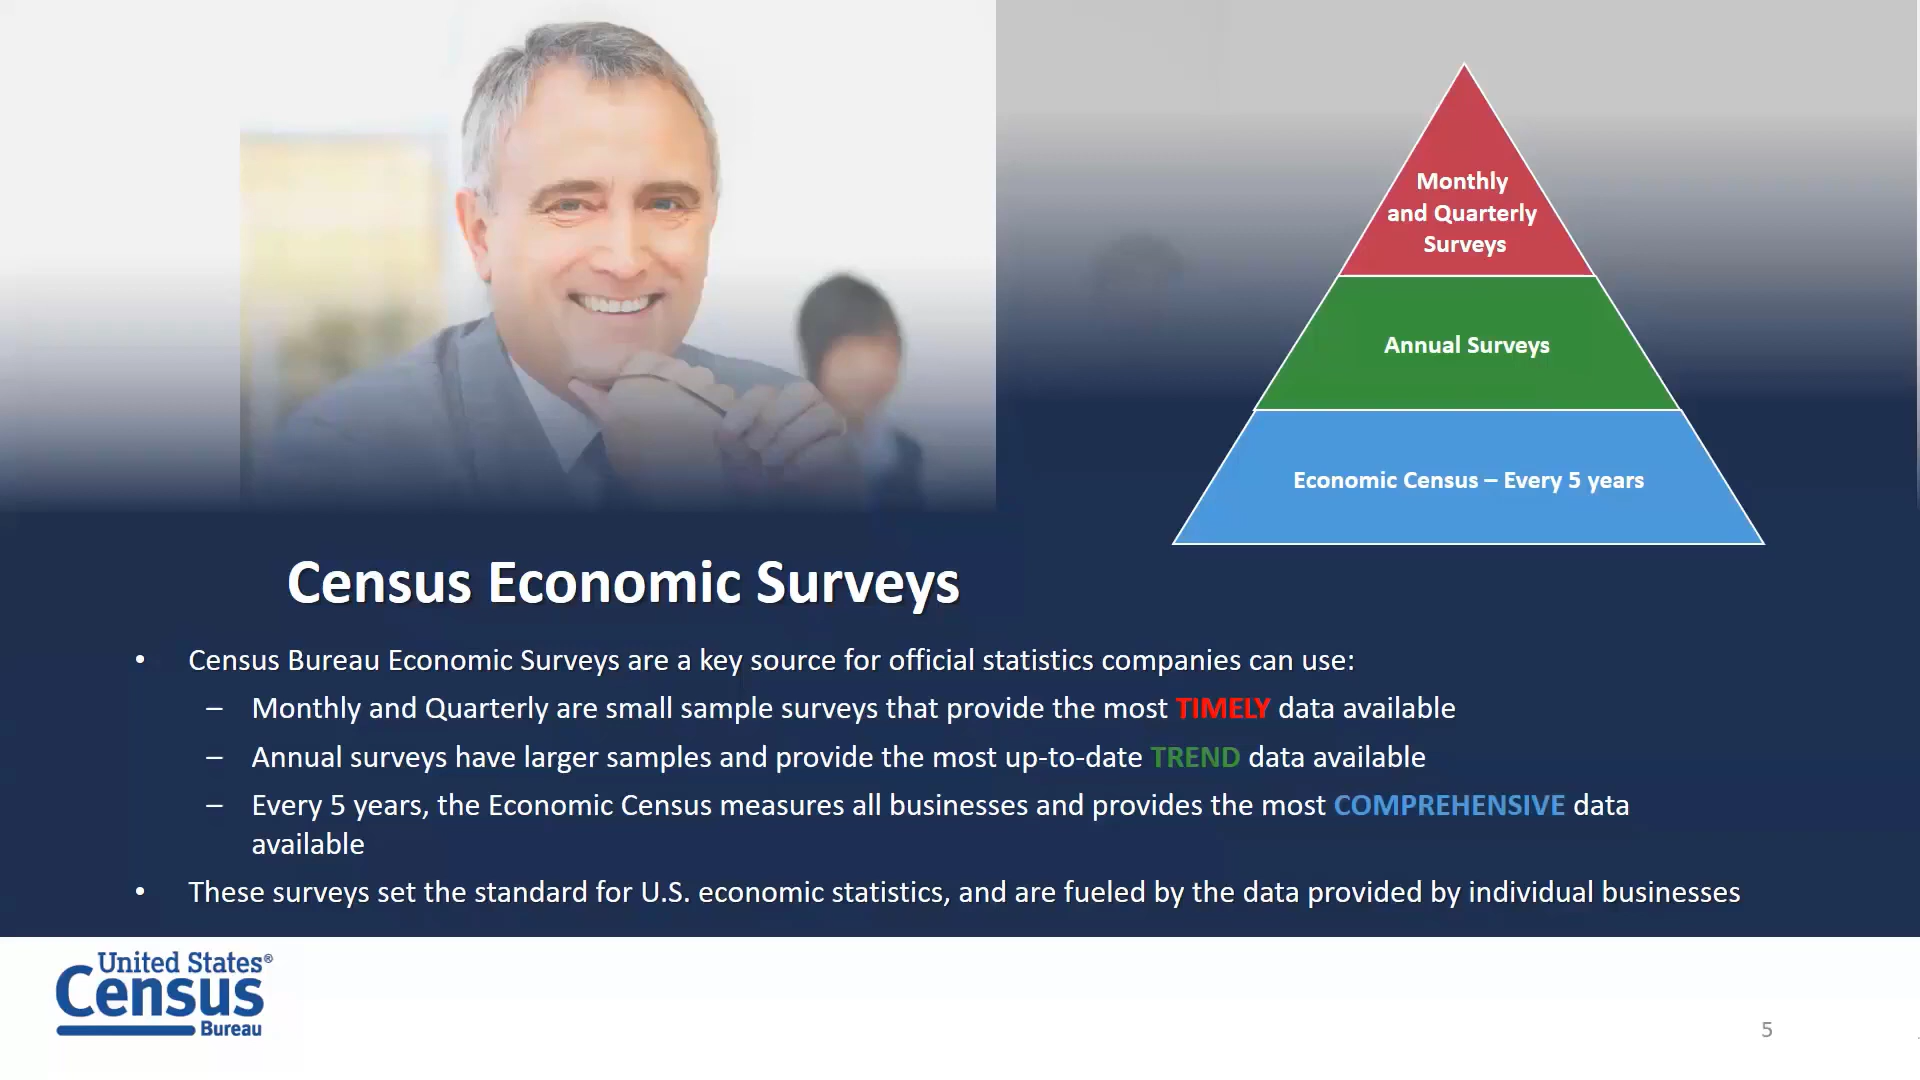 Monthly
and Quarterly
Surveys
Annual Surveys
Economic Census – Every 5 years
Census Economic Surveys
• Census Bureau Economic Surveys are a key source for official statistics companies can use:
– Monthly and Quarterly are small sample surveys that provide the most TIMELY data available
– Annual surveys have larger samples and provide the most up-to-date TREND data available
– Every 5 years, the Economic Census measures all businesses and provides the most COMPREHENSIVE data
available
• These surveys set the standard for U.S. economic statistics, and are fueled by the data provided by individual businesses
United States®
Census
Bureau
5